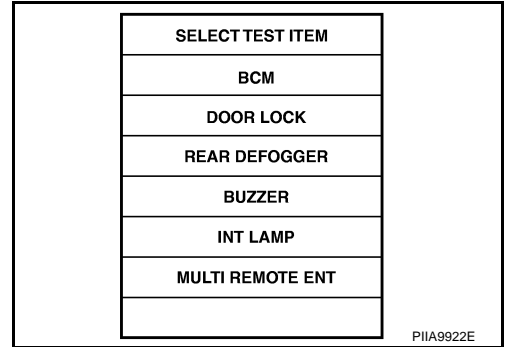 SELECT TEST ITEM
BCM
DOOR LOCK
REAR DEFOGGER
BUZZER
INT LAMP
MULTI REMOTE ENT
PIIA9922E